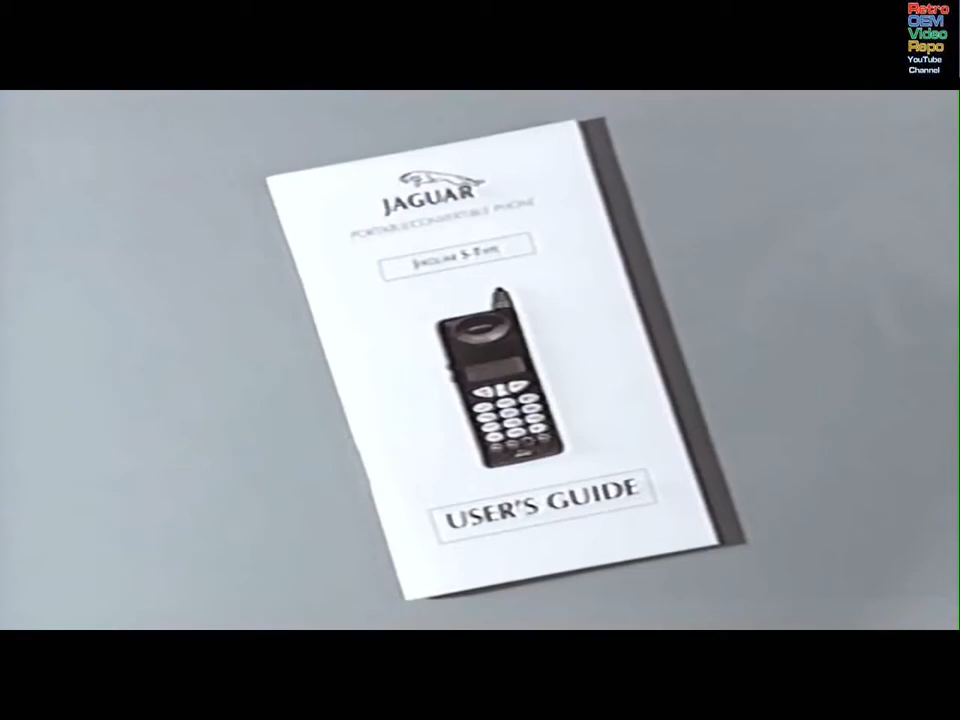 Retro
OEM
Video
Repo
YouTube
Channel
JAGUAR
PORTABLE/CONVERTIBLE PHONE
JAGUAR S-TYPE
USER'S GUIDE